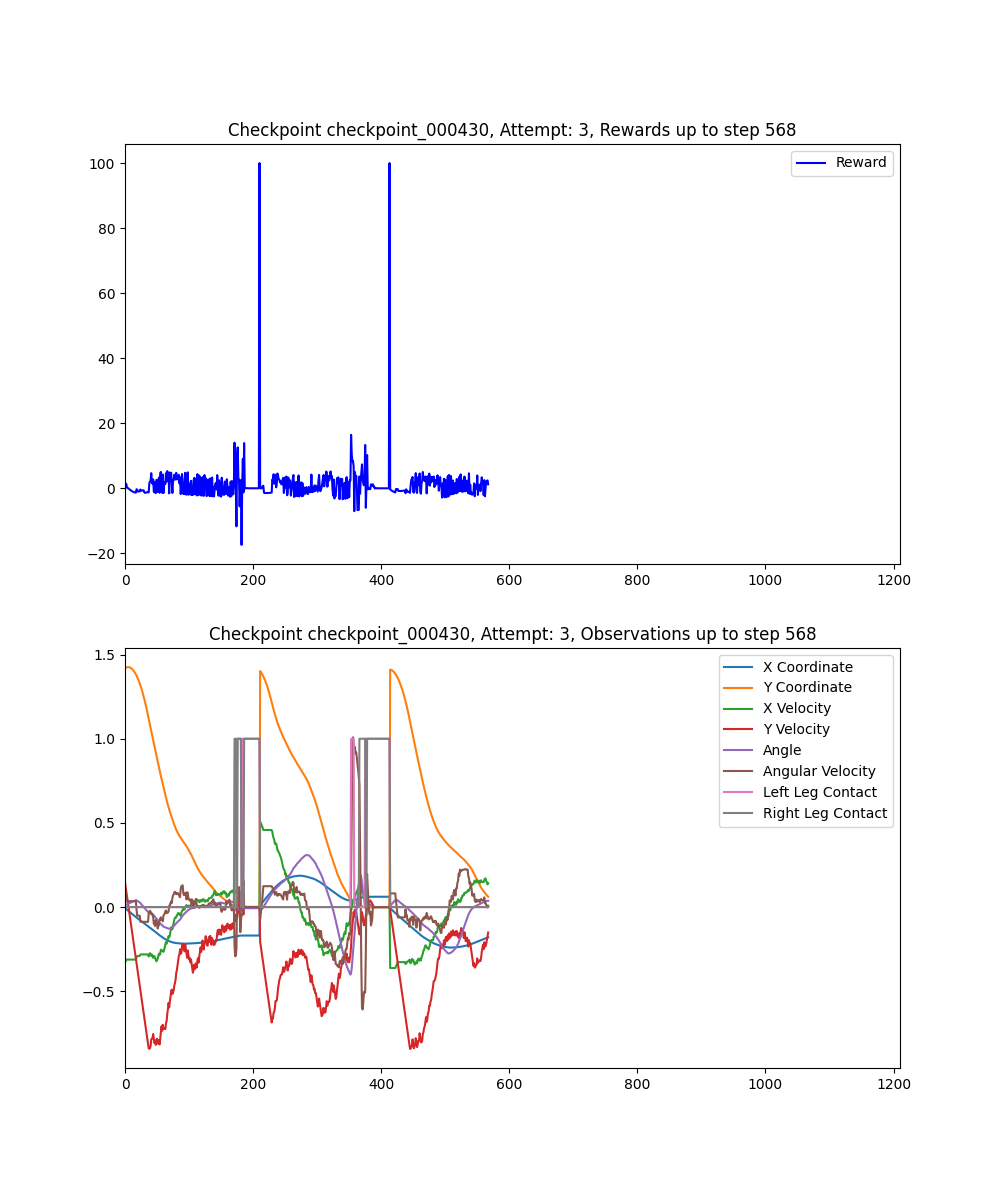 Checkpoint checkpoint_000430, Attempt: 3, Rewards up to step 568
100
80
60
40
20
0
−20
Reward
0 200 400 600 800 1000 1200
Checkpoint checkpoint_000430, Attempt: 3, Observations up to step 568
1.5
1.0
0.5
0.0
−0.5
X Coordinate
Y Coordinate
X Velocity
Y Velocity
Angle
Angular Velocity
Left Leg Contact
Right Leg Contact
0 200 400 600 800 1000 1200